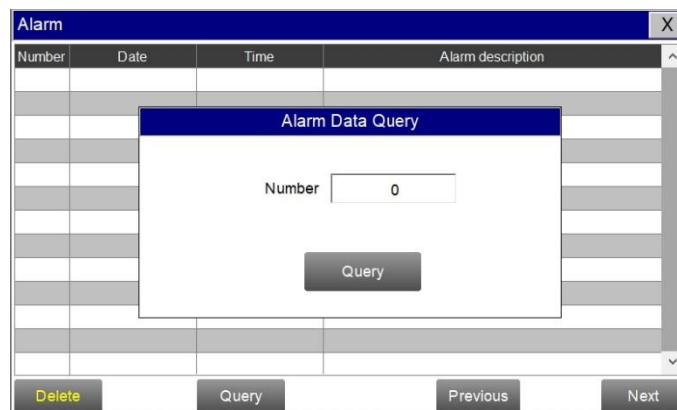 Alarm X
Number Date Time Alarm description
Alarm Data Query
Number 0
Query
Delete Query Previous Next